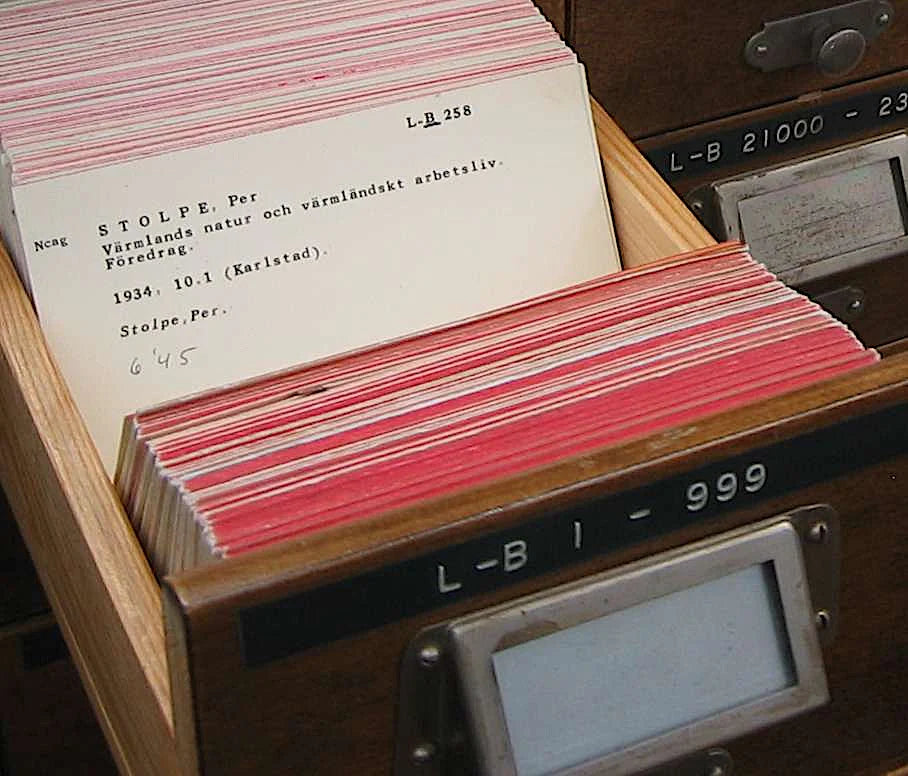 L-B 258
Ncag S T O L P E, Per
Värmlands natur och värmländskt arbetsliv.
Föredrag.
1934, 10.1 (Karlstad).
Stolpe,Per.
6'45
L-B 21000 - 23
L-B 1 - 999